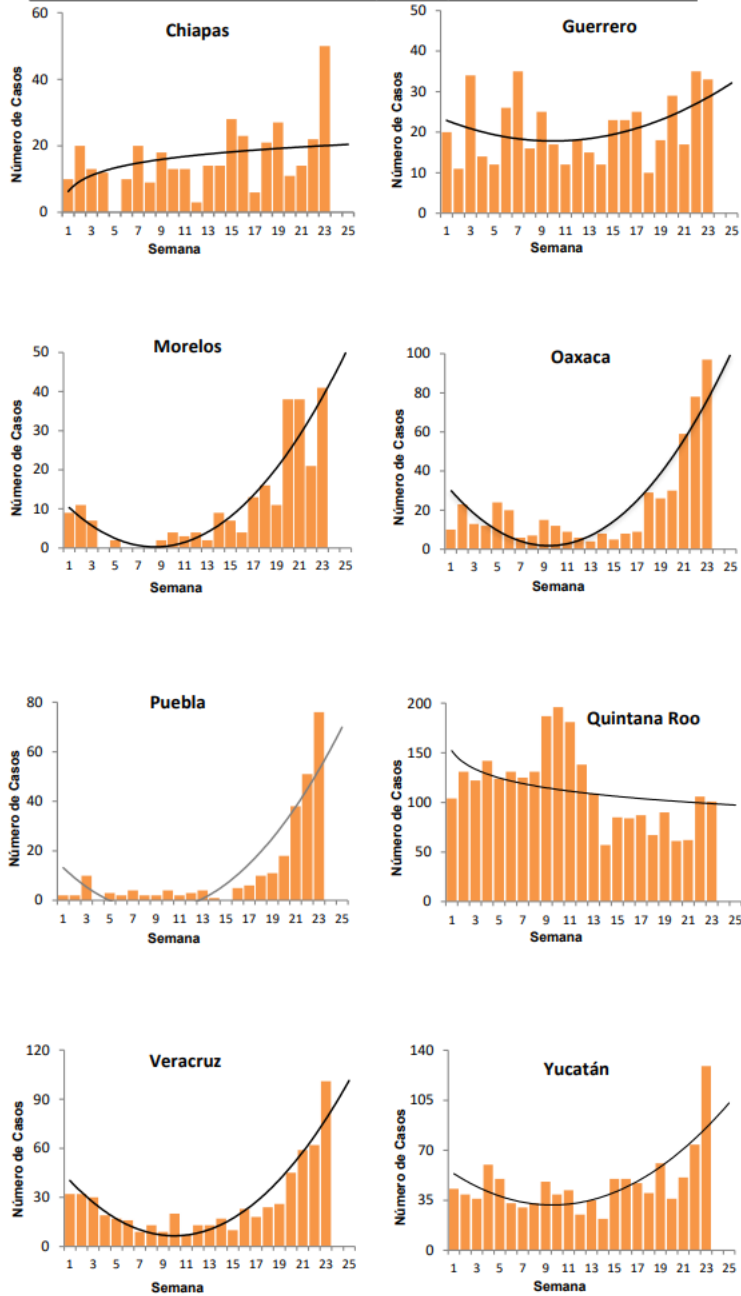 Chiapas
Número de Casos
60
40
20
0
1 3 5 7 9 11 13 15 17 19 21 23 25
Semana
Guerrero
Número de Casos
50
40
30
20
10
0
1 3 5 7 9 11 13 15 17 19 21 23 25
Semana
Morelos
Número de Casos
50
40
30
20
10
0
1 3 5 7 9 11 13 15 17 19 21 23 25
Semana
Oaxaca
Número de Casos
100
80
60
40
20
0
1 3 5 7 9 11 13 15 17 19 21 23 25
Semana
Puebla
Número de Casos
80
60
40
20
0
1 3 5 7 9 11 13 15 17 19 21 23 25
Semana
Quintana Roo
Número de Casos
200
150
100
50
0
1 3 5 7 9 11 13 15 17 19 21 23 25
Semana
Veracruz
Número de Casos
120
90
60
30
0
1 3 5 7 9 11 13 15 17 19 21 23 25
Semana
Yucatán
Número de Casos
140
105
70
35
0
1 3 5 7 9 11 13 15 17 19 21 23 25
Semana